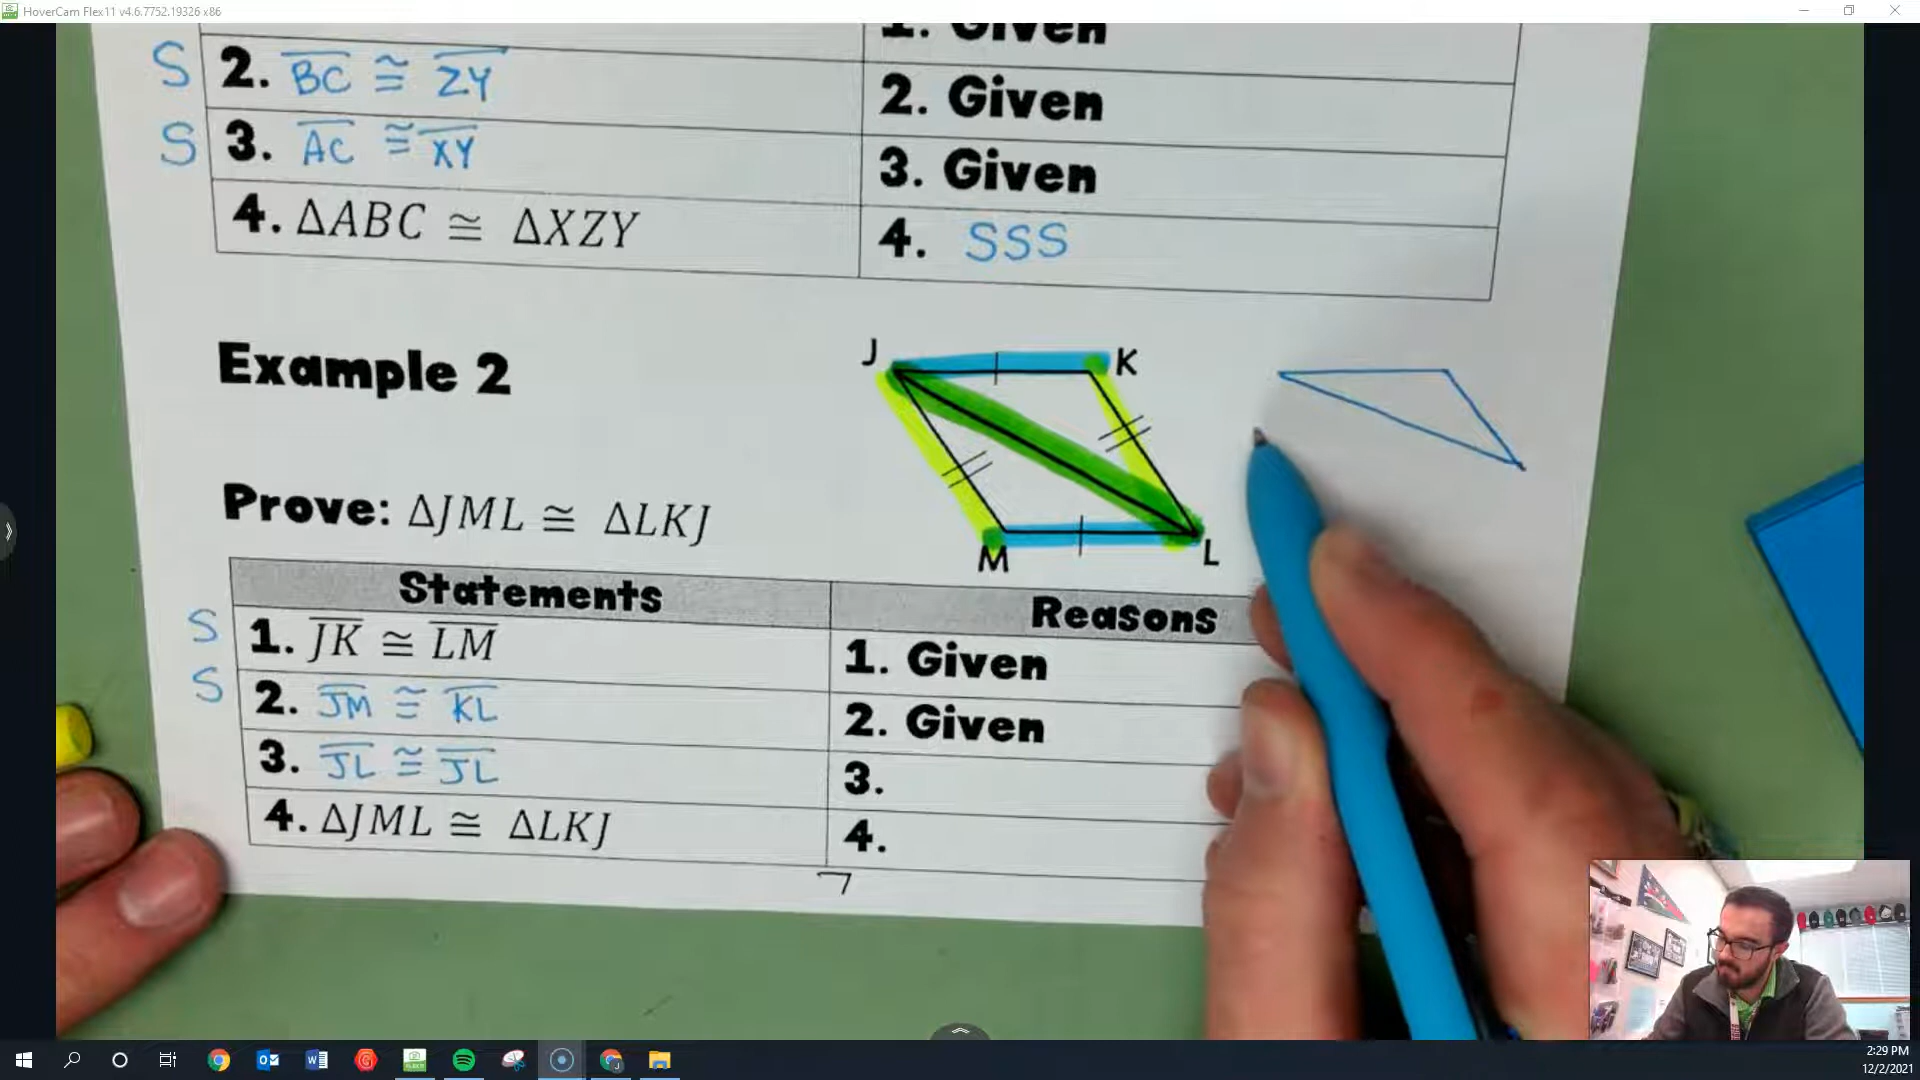 HoverCam Flex11 v4.6.7752.19326 x86
1. Given
S 2. BC ≅ ZY 2. Given
S 3. AC ≅ XY 3. Given
4. ΔABC ≅ ΔXZY 4. SSS
Example 2
J K
Prove: ΔJML ≅ ΔLKJ
M L
Statements Reasons
S 1. JK ≅ LM 1. Given
S 2. JM ≅ KL 2. Given
3. JL ≅ JL 3.
4. ΔJML ≅ ΔLKJ 4.
7
2:29 PM
12/2/2021